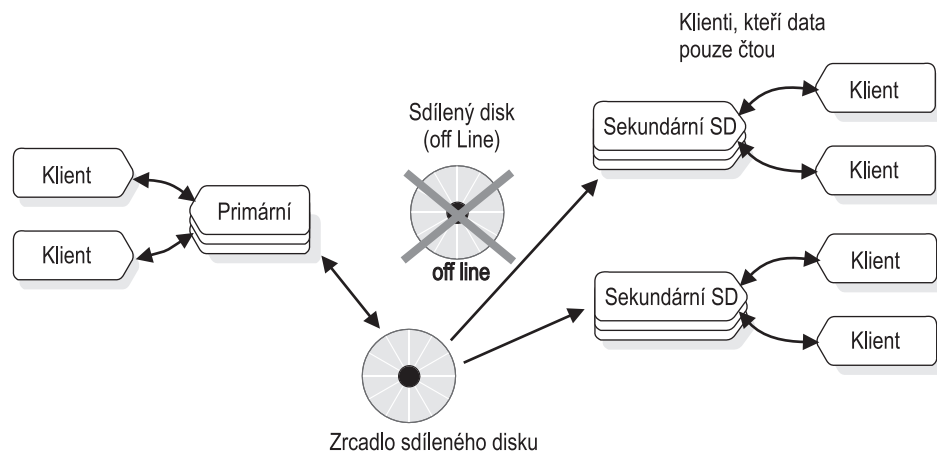 Klienti, kteří data
pouze čtou
Klient
Sdílený disk
(off Line)
Sekundární SD
Klient
Klient
Primární
Klient
off line
Klient
Sekundární SD
Klient
Zrcadlo sdíleného disku